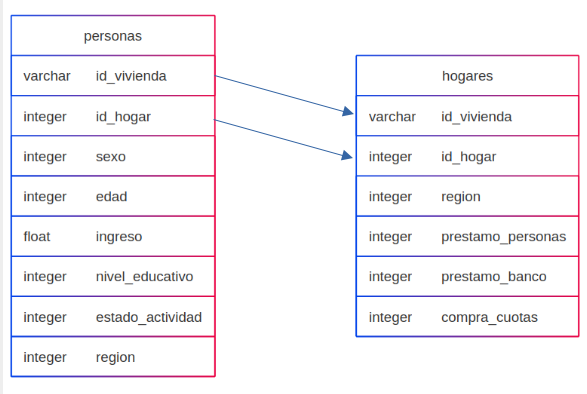 personas
varchar id_vivienda
integer id_hogar
integer sexo
integer edad
float ingreso
integer nivel_educativo
integer estado_actividad
integer region
hogares
varchar id_vivienda
integer id_hogar
integer region
integer prestamo_personas
integer prestamo_banco
integer compra_cuotas